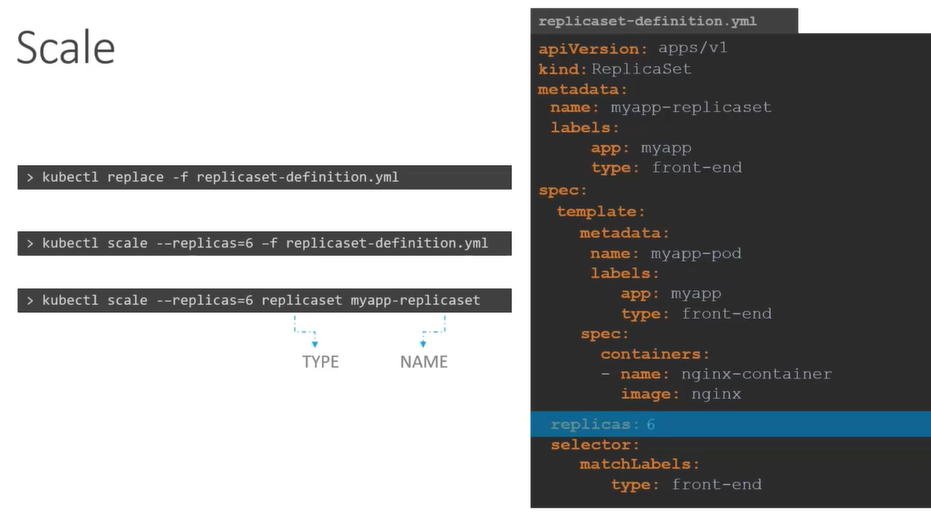 Scale
> kubectl replace -f replicaset-definition.yml
> kubectl scale --replicas=6 -f replicaset-definition.yml
> kubectl scale --replicas=6 replicaset myapp-replicaset
TYPE
NAME
replicaset-definition.yml
apiVersion: apps/v1
kind: ReplicaSet
metadata:
name: myapp-replicaset
labels:
app: myapp
type: front-end
spec:
template:
metadata:
name: myapp-pod
labels:
app: myapp
type: front-end
spec:
containers:
- name: nginx-container
image: nginx
replicas: 6
selector:
matchLabels:
type: front-end